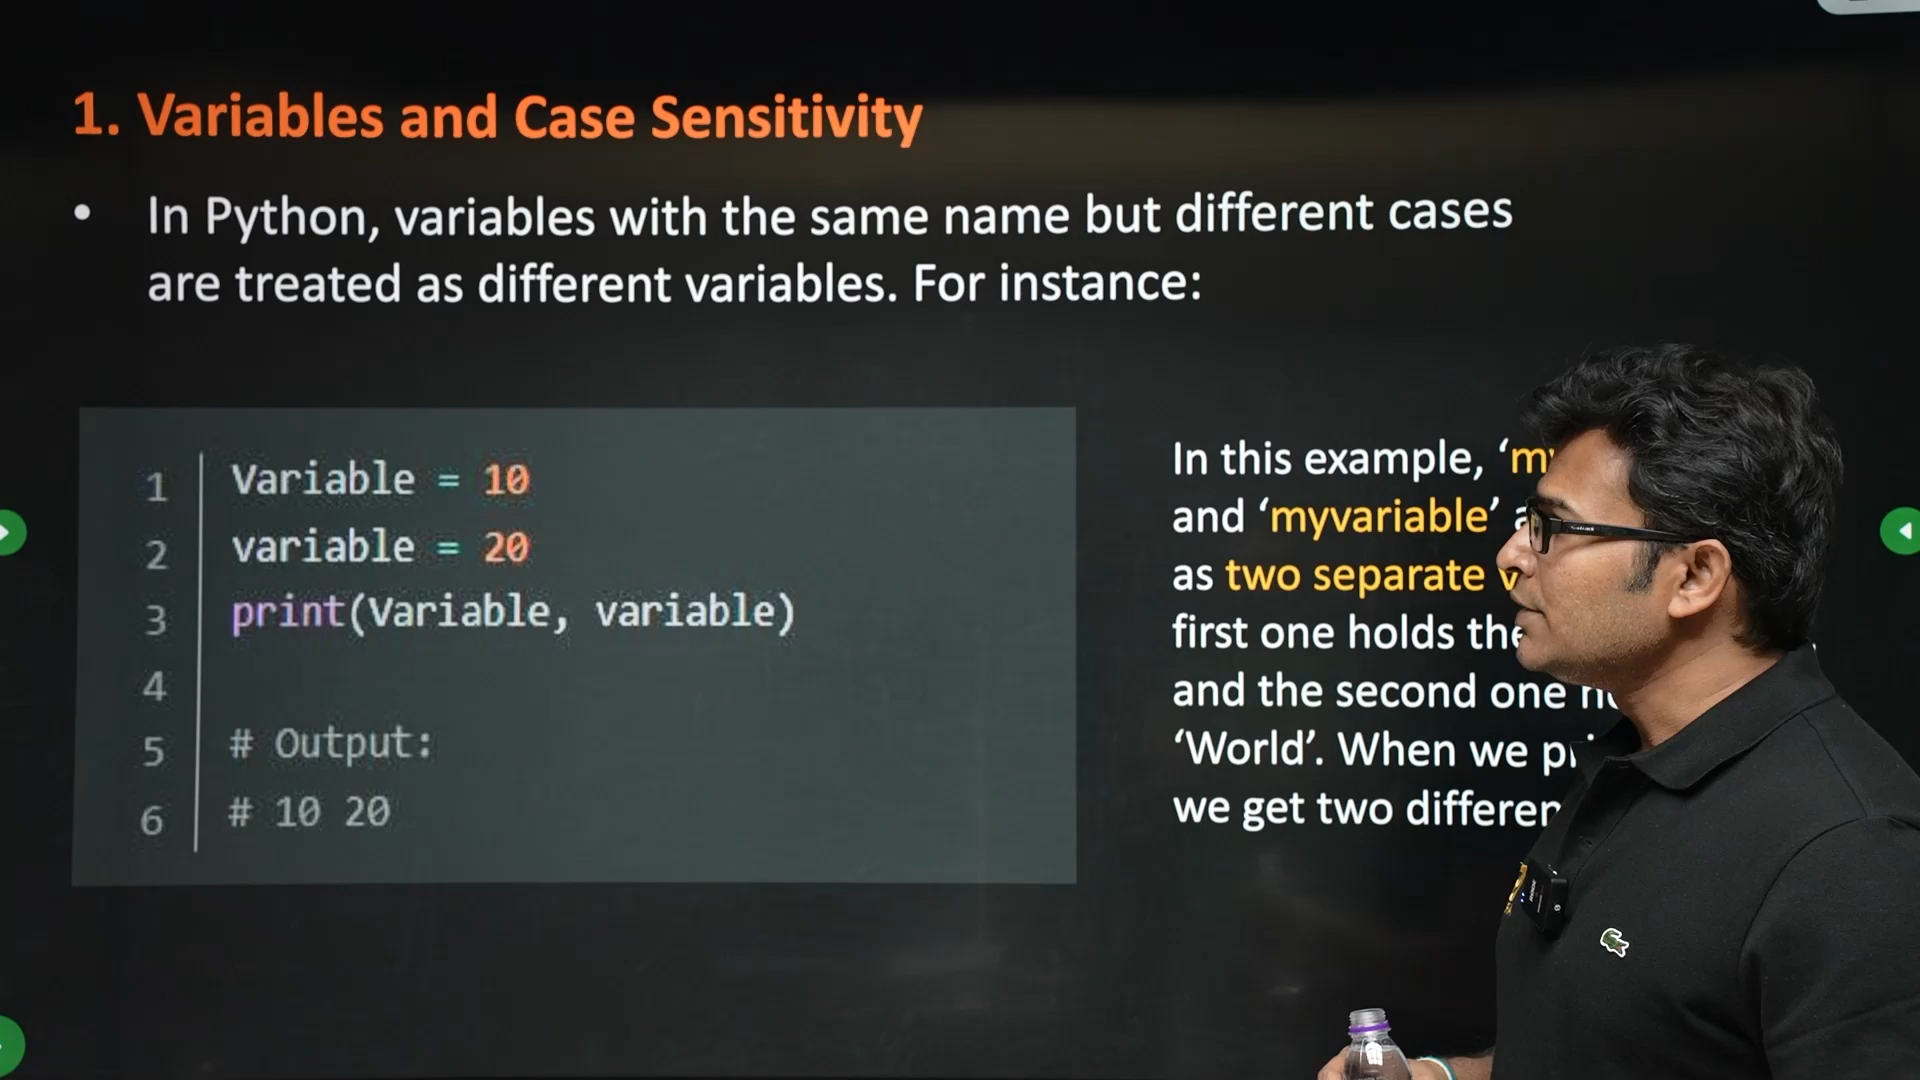 1. Variables and Case Sensitivity
• In Python, variables with the same name but different cases
are treated as different variables. For instance:
1 Variable = 10
2 variable = 20
3 print(Variable, variable)
4
5 # Output:
6 # 10 20
In this example, ‘my
and ‘myvariable’
as two separate
first one holds the
and the second one
‘World’. When we
we get two differen